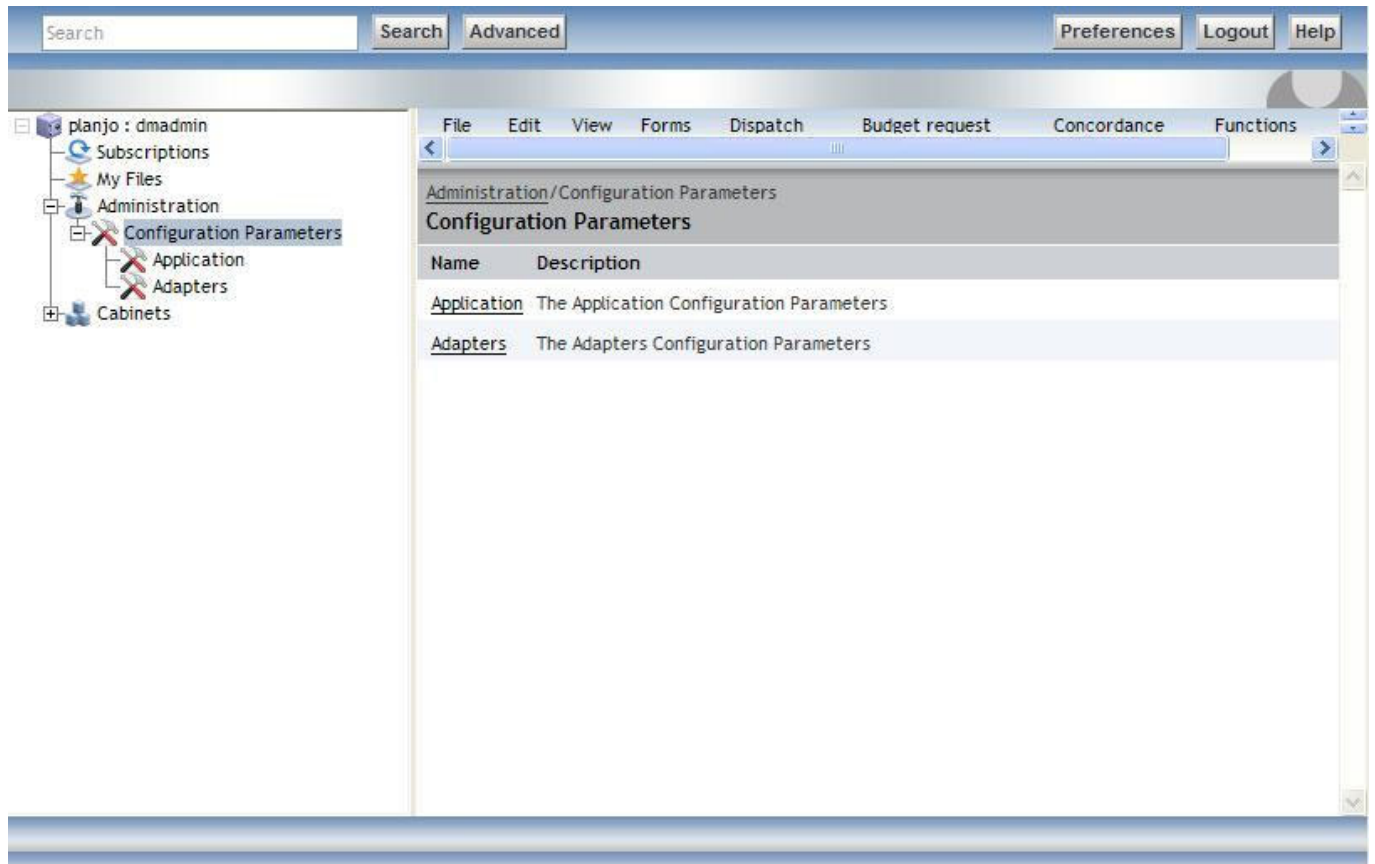 Search Search Advanced Preferences Logout Help
planjo : dmadmin
Subscriptions
My Files
Administration
Configuration Parameters
Application
Adapters
Cabinets
File Edit View Forms Dispatch Budget request Concordance Functions
Administration/Configuration Parameters
Configuration Parameters
Name Description
Application The Application Configuration Parameters
Adapters The Adapters Configuration Parameters